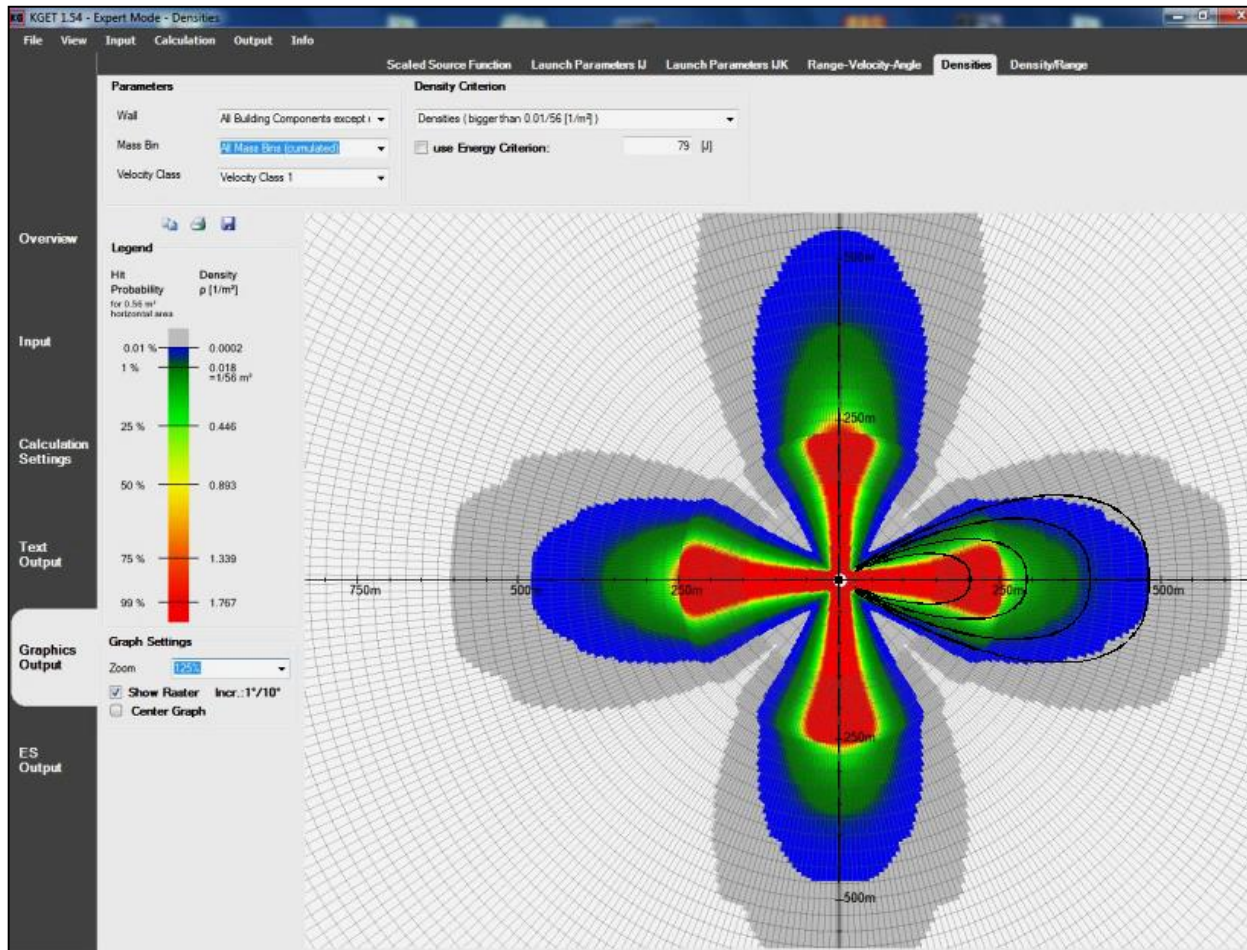 KG KGET 1.54 - Expert Mode - Densities
File View Input Calculation Output Info
Scaled Source Function Launch Parameters IJ Launch Parameters IJK Range-Velocity-Angle Densities Density/Range
Parameters Density Criterion
Wall All Building Components except Densities ( bigger than 0.01/56 [1/m²] )
Mass Bin All Mass Bins (cumulated) use Energy Criterion: 79 [J]
Velocity Class Velocity Class 1
Overview
Input
Calculation
Settings
Text
Output
Graphics
Output
ES
Output
Legend
Hit Density
Probability ρ [1/m²]
for 0.56 m²
horizontal area
0.01 % 0.0002
1 % 0.018
=1/56 m²
25 % 0.446
50 % 0.893
75 % 1.339
99 % 1.767
Graph Settings
Zoom 125%
Show Raster Incr.:1°/10°
Center Graph
500m
250m
750m 500m 250m 250m 500m
250m
500m